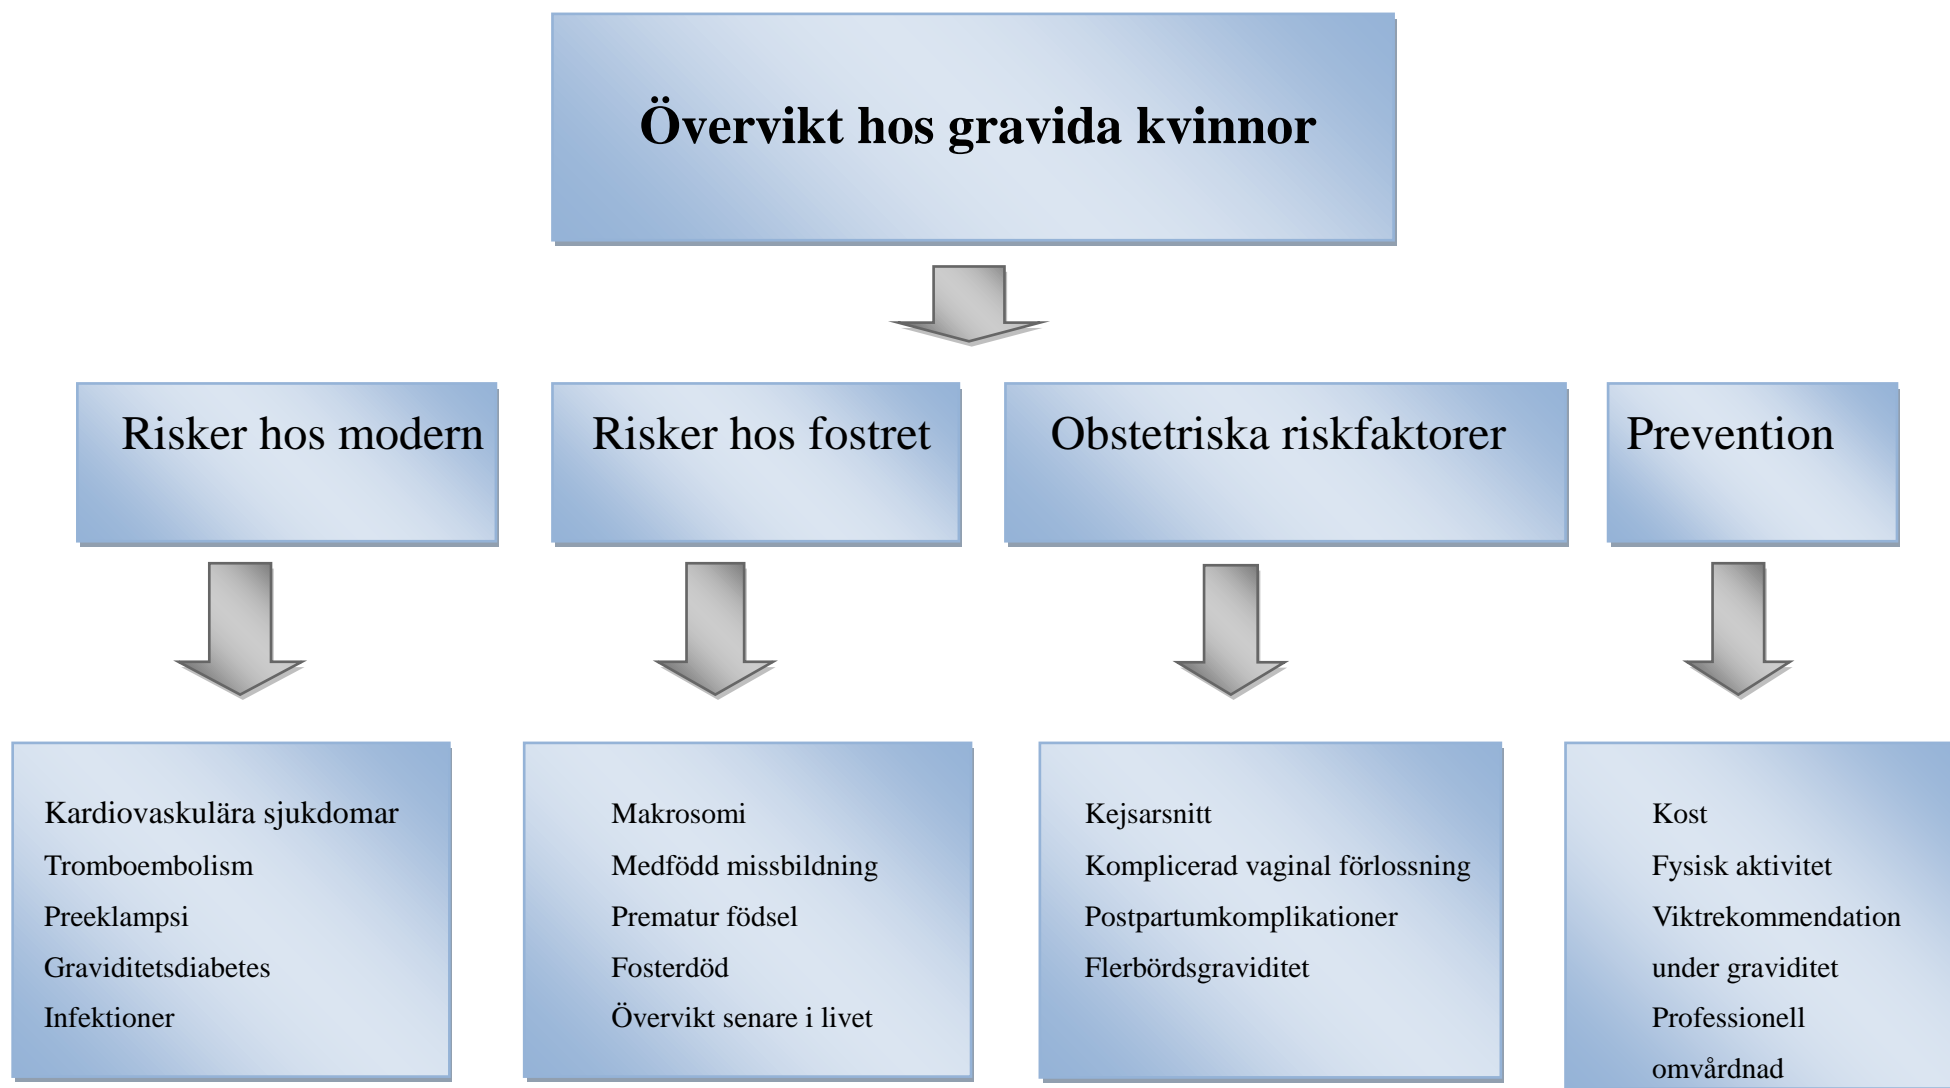 Övervikt hos gravida kvinnor
Risker hos modern
Risker hos fostret
Obstetriska riskfaktorer
Prevention
Kardiovaskulära sjukdomar
Tromboembolism
Preeklampsi
Graviditetsdiabetes
Infektioner
Makrosomi
Medfödd missbildning
Prematur födsel
Fosterdöd
Övervikt senare i livet
Kejsarsnitt
Komplicerad vaginal förlossning
Postpartumkomplikationer
Flerbördsgraviditet
Kost
Fysisk aktivitet
Viktrekommendation
under graviditet
Professionell
omvårdnad